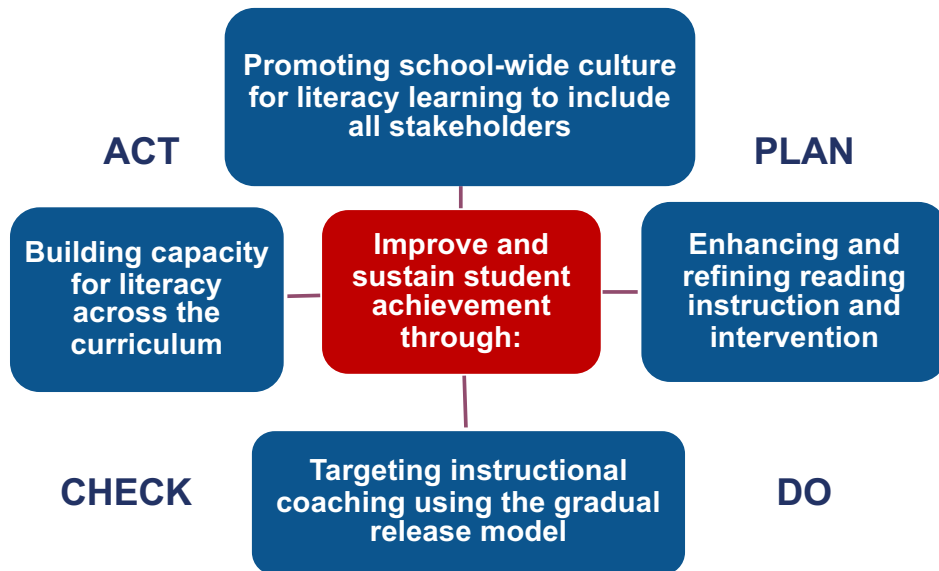 Promoting school-wide culture
for literacy learning to include
all stakeholders
ACT
PLAN
Building capacity
for literacy
across the
curriculum
Improve and
sustain student
achievement
through:
Enhancing and
refining reading
instruction and
intervention
CHECK
Targeting instructional
coaching using the gradual
release model
DO